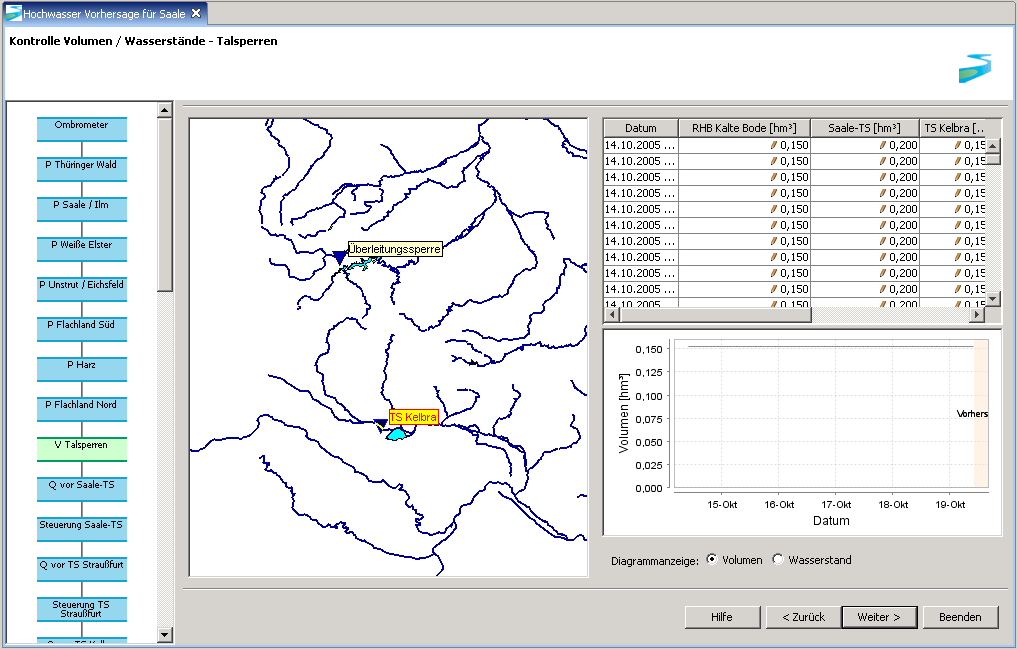 Hochwasser Vorhersage für Saale
Kontrolle Volumen / Wasserstände - Talsperren
Ombrometer
P Thüringer Wald
P Saale / Ilm
P Weiße Elster
P Unstrut / Eichsfeld
P Flachland Süd
P Harz
P Flachland Nord
V Talsperren
Q vor Saale-TS
Steuerung Saale-TS
Q vor TS Straußfurt
Steuerung TS
Straußfurt
Überleitungssperre
TS Kelbra
Datum RHB Kalte Bode [hm³] Saale-TS [hm³] TS Kelbra [..
14.10.2005 ... 0,150 0,200 0,15
14.10.2005 ... 0,150 0,200 0,15
14.10.2005 ... 0,150 0,200 0,15
14.10.2005 ... 0,150 0,200 0,15
14.10.2005 ... 0,150 0,200 0,15
14.10.2005 ... 0,150 0,200 0,15
14.10.2005 ... 0,150 0,200 0,15
14.10.2005 ... 0,150 0,200 0,15
14.10.2005 ... 0,150 0,200 0,15
14.10.2005 ... 0,150 0,200 0,15
14.10.2005 0,150 0,200 0,15
Volumen [hm³]
0,150
0,125
0,100
0,075
0,050
0,025
0,000
Vorhers
15-Okt 16-Okt 17-Okt 18-Okt 19-Okt
Datum
Diagrammanzeige: Volumen Wasserstand
Hilfe < Zurück Weiter > Beenden